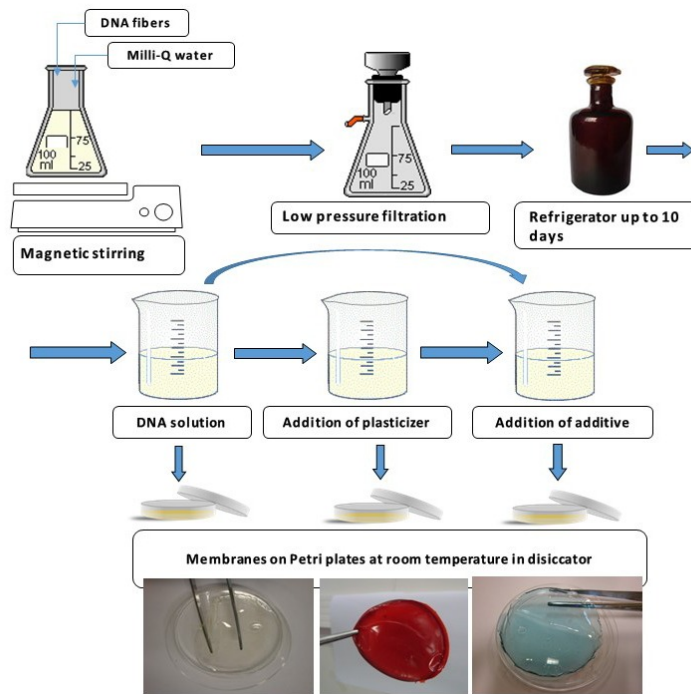 DNA fibers
Milli-Q water
75
100
ml
25
Magnetic stirring
75
100
ml
25
Low pressure filtration
Refrigerator up to 10
days
DNA solution
Addition of plasticizer
Addition of additive
Membranes on Petri plates at room temperature in disiccator